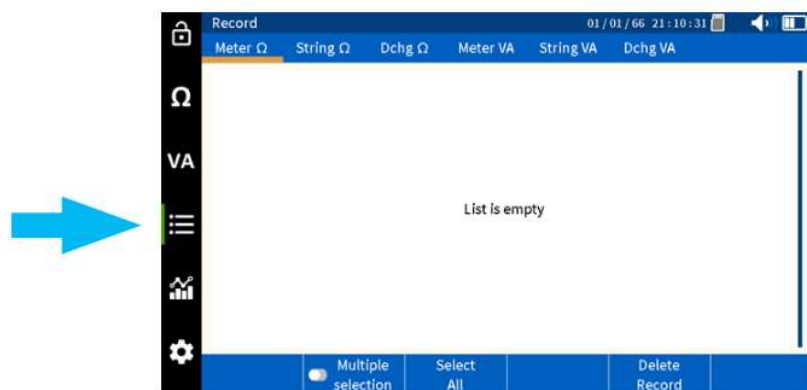 Record 01/01/66 21:10:31
Meter Ω String Ω Dchg Ω Meter VA String VA Dchg VA
Ω
VA
List is empty
Multiple
selection
Select
All
Delete
Record